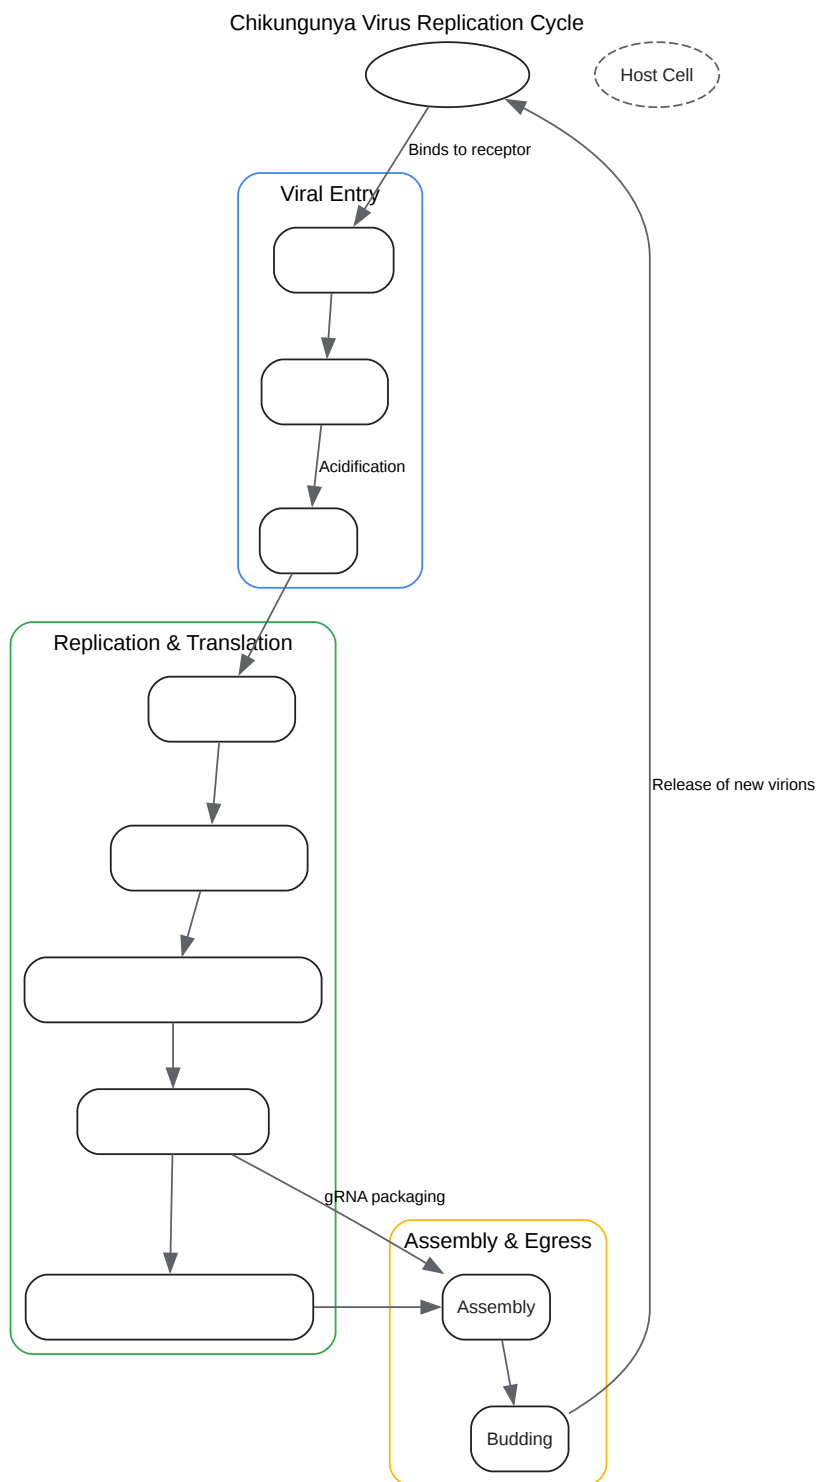 Chikungunya Virus Replication Cycle
Host Cell
Binds to receptor
Viral Entry
Acidification
Replication & Translation
Release of new virions
gRNA packaging
Assembly & Egress
Assembly
Budding